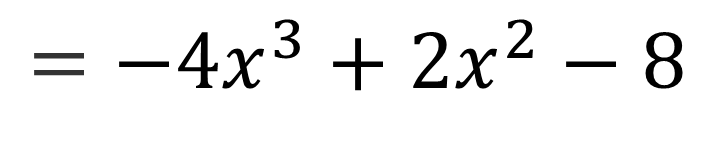 = −4x³ + 2x² − 8